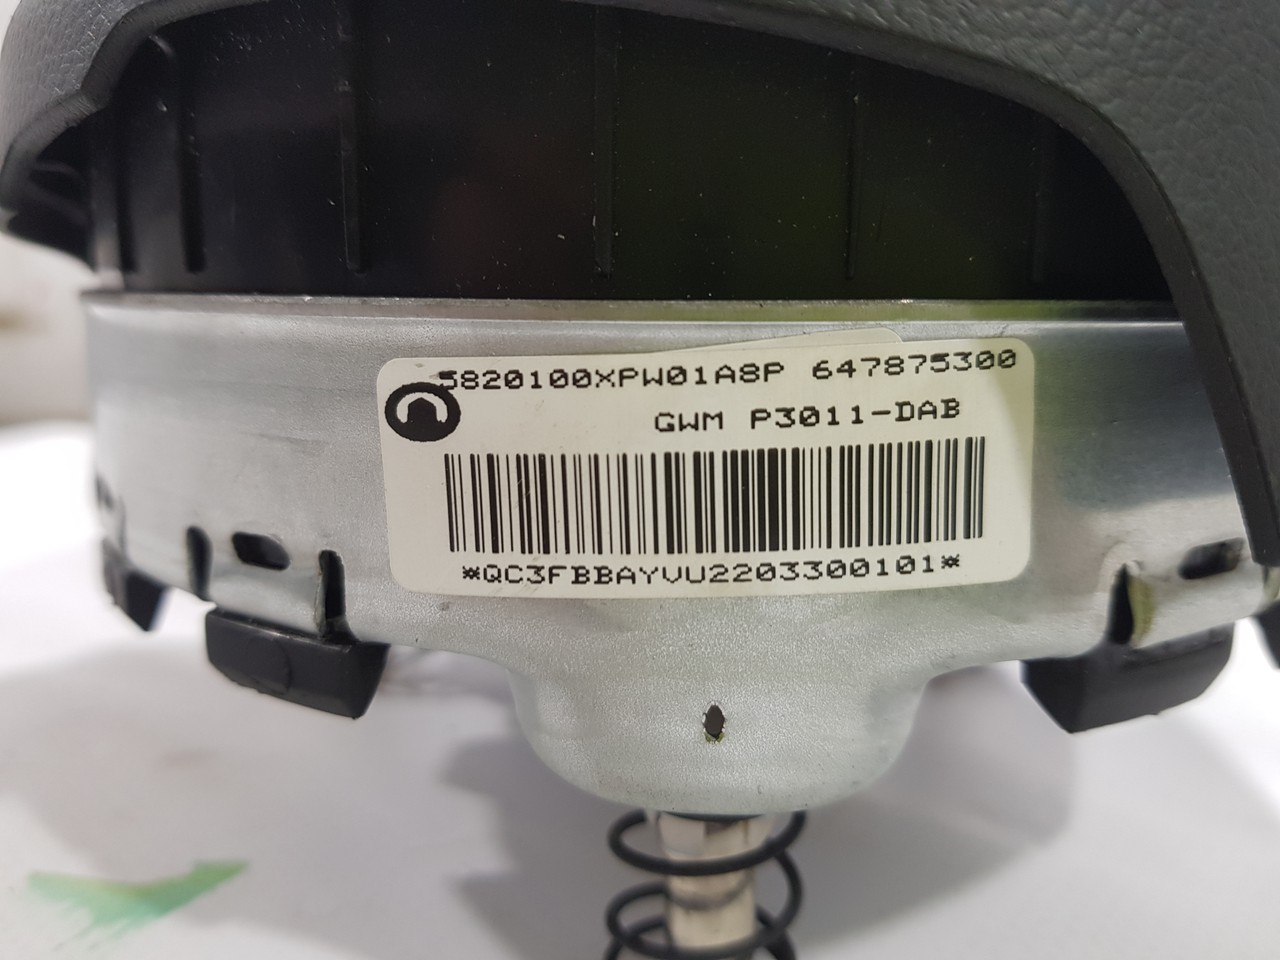 5820100XPW01A8P 647875300
GWM P3011-DAB
*QC3FBBAYVU2203300101*